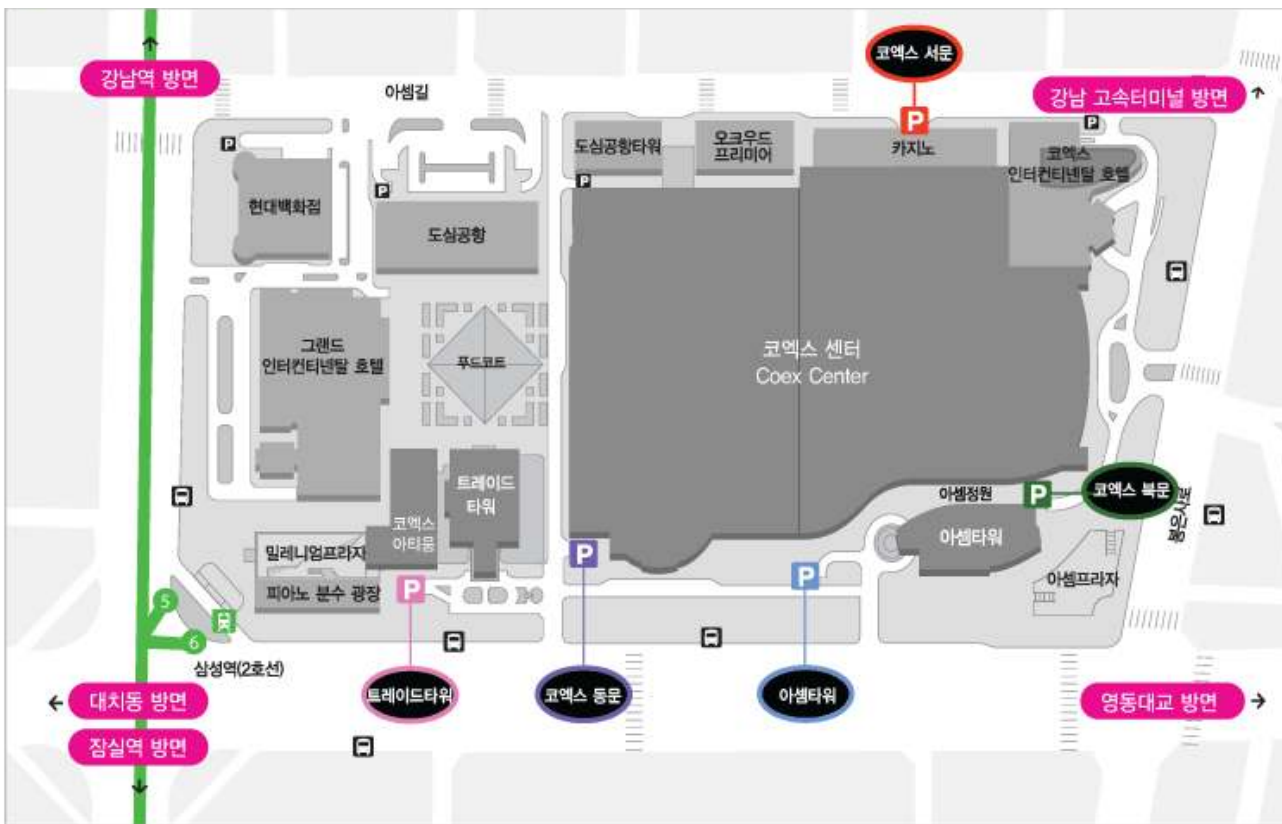 코엑스 서문
강남역 방면
아셈길
강남 고속터미널 방면
P
P
P
도심공항타워
오크우드
프리미어
카지노
코엑스
인터컨티넨탈 호텔
P
P
현대백화점
도심공항
그랜드
인터컨티넨탈 호텔
푸드코트
코엑스 센터
Coex Center
트레이드
타워
아셈정원
P
코엑스 북문
봉은사로
코엑스
아티움
아셈타워
밀레니엄프라자
P
P
P
아셈프라자
피아노 분수 광장
5
6
삼성역(2호선)
대치동 방면
트레이드타워
코엑스 동문
아셈타워
영동대교 방면
잠실역 방면